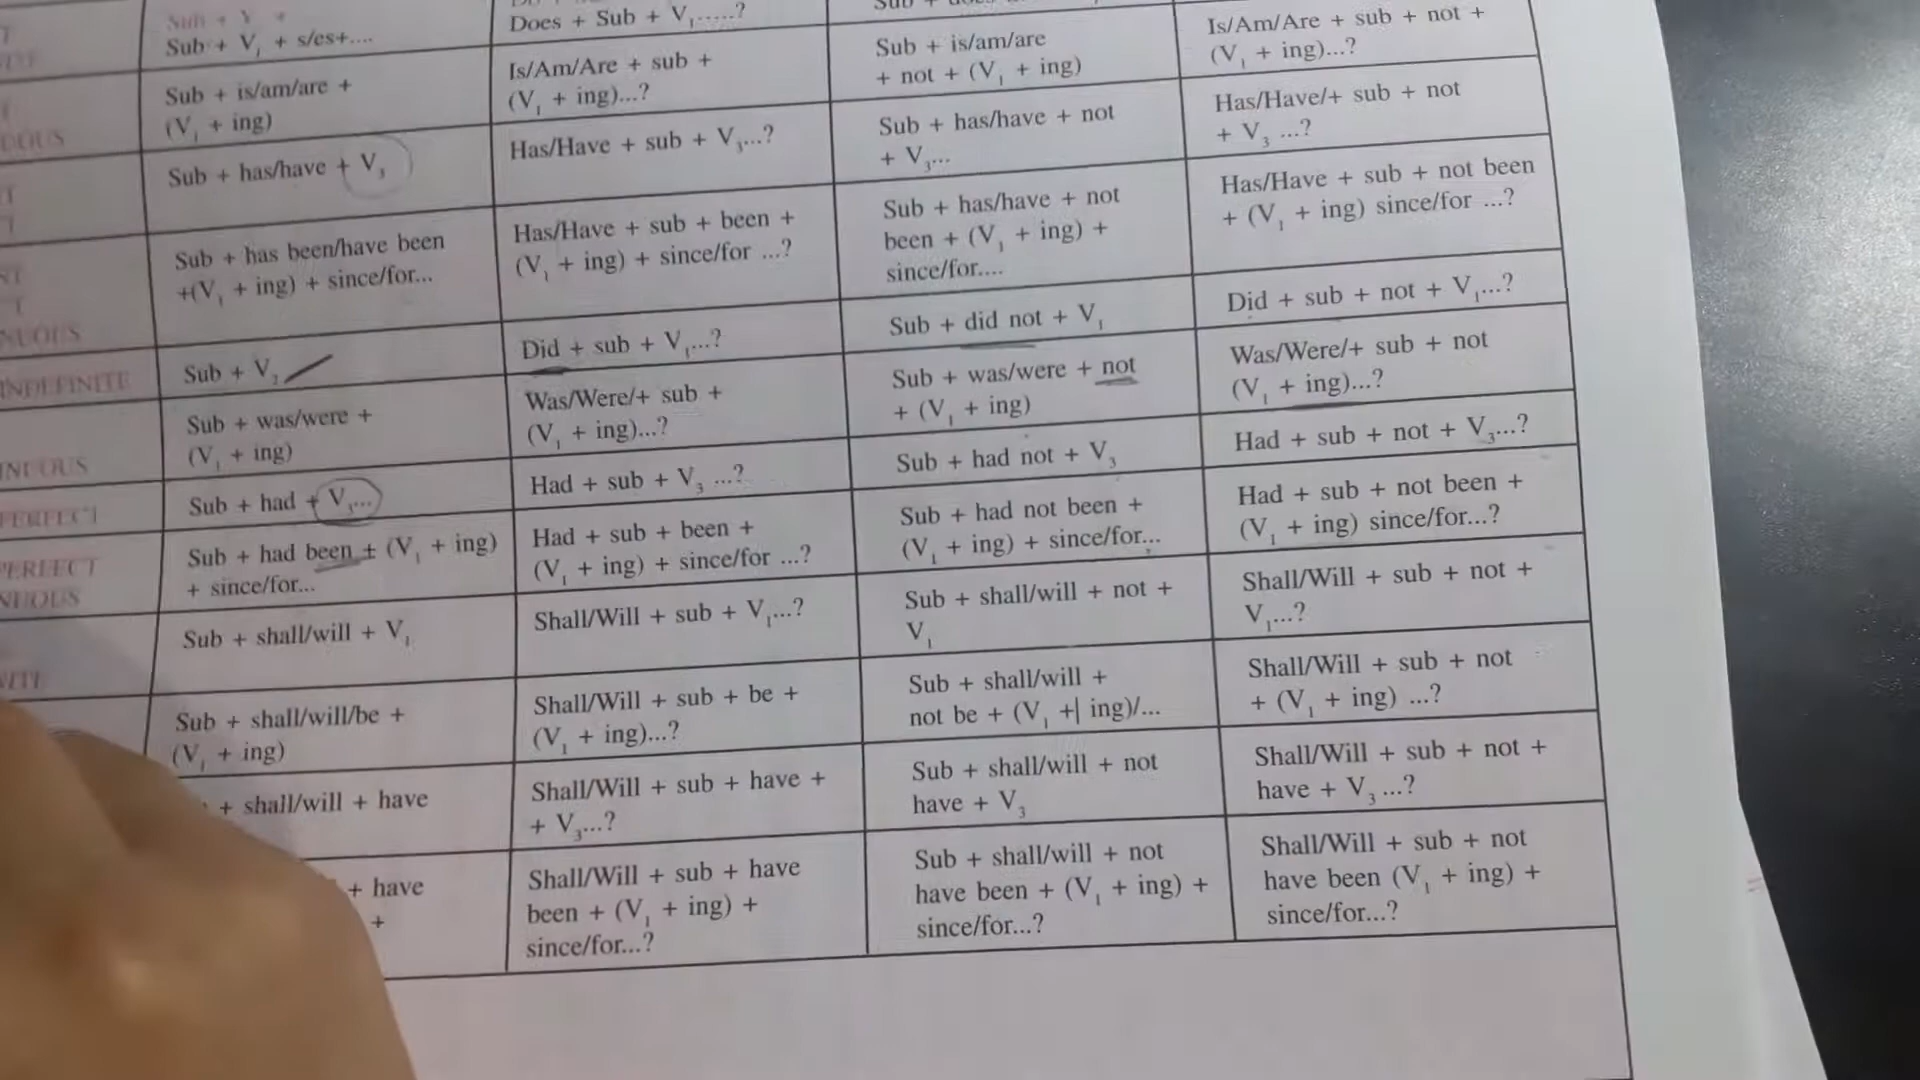 Does + Sub + V1.....?
Sub + V1 + s/es+....
Is/Am/Are + sub + not +
(V1 + ing)...?
Sub + is/am/are +
(V1 + ing)
Is/Am/Are + sub +
(V1 + ing)...?
Sub + is/am/are
+ not + (V1 + ing)
Has/Have/+ sub + not
+ V3 ...?
Sub + has/have + V3
Has/Have + sub + V3...?
Sub + has/have + not
+ V3...
Has/Have + sub + not been
+ (V1 + ing) since/for ...?
Sub + has been/have been
+(V1 + ing) + since/for...
Has/Have + sub + been +
(V1 + ing) + since/for ...?
Sub + has/have + not
been + (V1 + ing) +
since/for....
NUOUS
INDEFINITE
Sub + V2
Did + sub + V1...?
Sub + did not + V1
Did + sub + not + V1...?
INUOUS
Sub + was/were +
(V1 + ing)
Was/Were/+ sub +
(V1 + ing)...?
Sub + was/were + not
+ (V1 + ing)
Was/Were/+ sub + not
(V1 + ing)...?
PERFECT
Sub + had + V3...
Had + sub + V3 ...?
Sub + had not + V3
Had + sub + not + V3...?
PERFECT
NUOUS
Sub + had been + (V1 + ing)
+ since/for...
Had + sub + been +
(V1 + ing) + since/for ...?
Sub + had not been +
(V1 + ing) + since/for...
Had + sub + not been +
(V1 + ing) since/for...?
Sub + shall/will + V1
Shall/Will + sub + V1...?
Sub + shall/will + not +
V1
Shall/Will + sub + not +
V1...?
Sub + shall/will/be +
(V1 + ing)
Shall/Will + sub + be +
(V1 + ing)...?
Sub + shall/will +
not be + (V1 +| ing)/...
Shall/Will + sub + not
+ (V1 + ing) ...?
+ shall/will + have
Shall/Will + sub + have +
+ V3...?
Sub + shall/will + not
have + V3
Shall/Will + sub + not +
have + V3 ...?
+ have
+
Shall/Will + sub + have
been + (V1 + ing) +
since/for...?
Sub + shall/will + not
have been + (V1 + ing) +
since/for...?
Shall/Will + sub + not
have been (V1 + ing) +
since/for...?